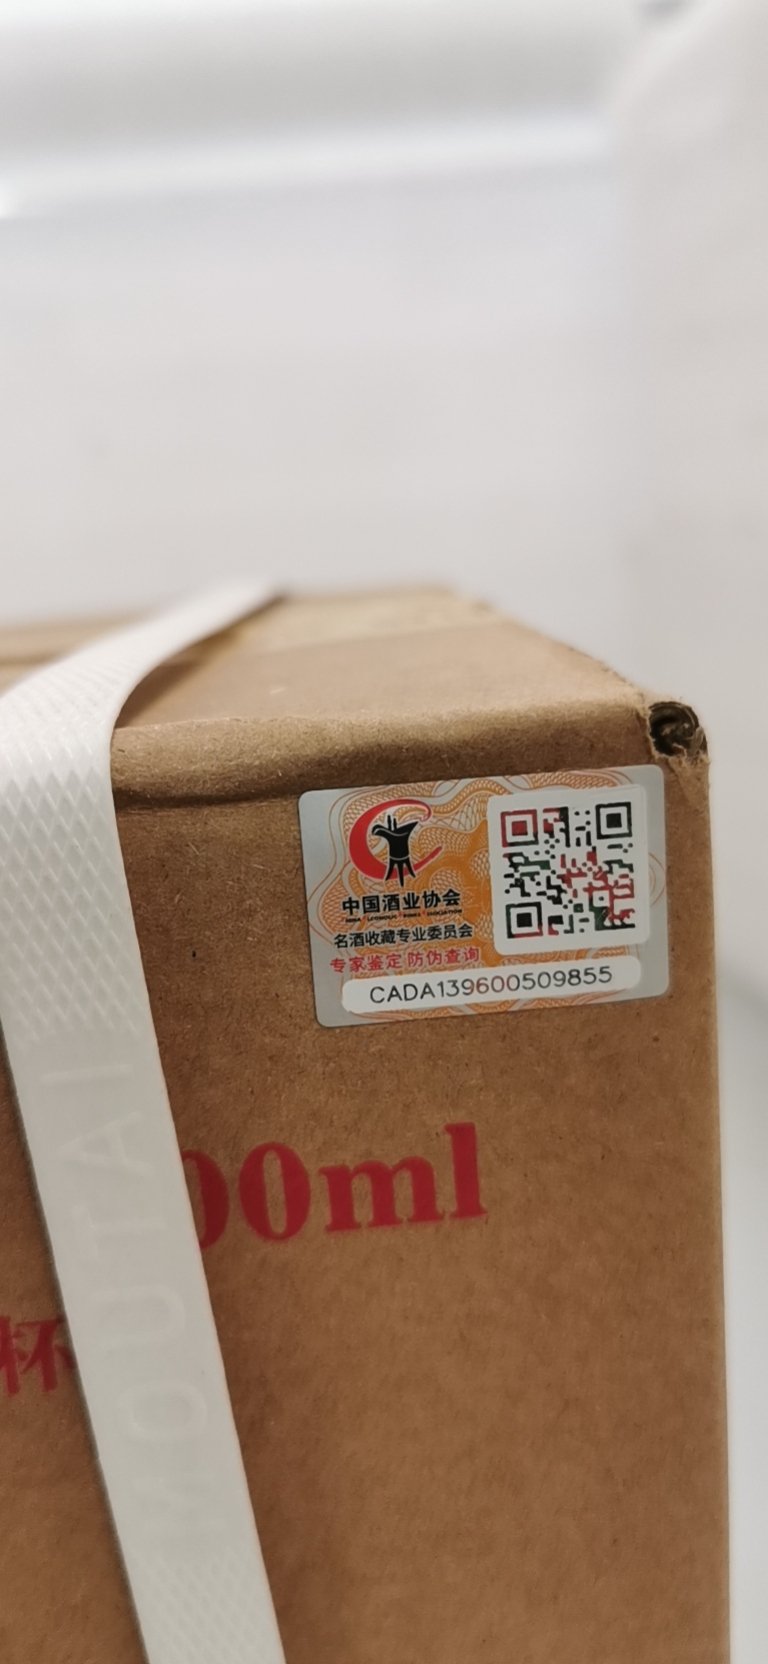 中国酒业协会
名酒收藏专业委员会
专家鉴定 防伪查询
CADA139600509855
00ml
杯
MOUTAI